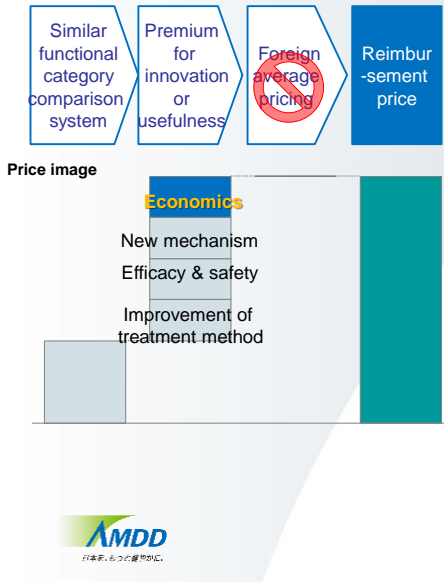 Similar
functional
category
comparison
system
Premium
for
innovation
or
usefulness
Foreign
average
pricing
Reimbur
-sement
price
Price image
Economics
New mechanism
Efficacy & safety
Improvement of
treatment method
AMDD
日本を、もっと健やかに。